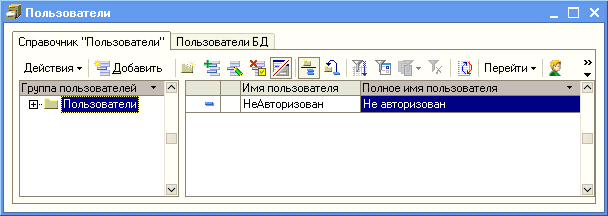 Пользователи
Справочник "Пользователи" Пользователи БД
Действия Добавить Перейти
Группа пользователей Имя пользователя Полное имя пользователя
Пользователи НеАвторизован Не авторизован